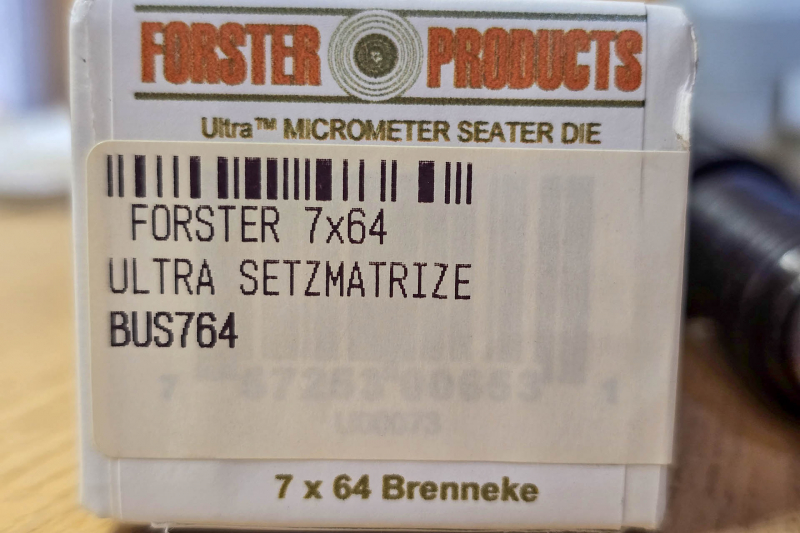 FORSTER PRODUCTS
Ultra™ MICROMETER SEATER DIE
FORSTER 7x64
ULTRA SETZMATRIZE
BUS764
7 x 64 Brenneke